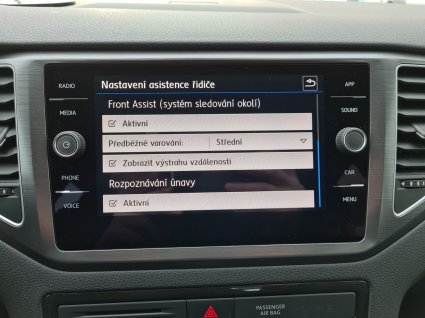 Nastavení asistence řidiče
RADIO
APP
Front Assist (systém sledování okolí)
MEDIA
SOUND
Aktivní
Předběžné varování: Střední
Zobrazit výstrahu vzdálenosti
PHONE
CAR
Rozpoznávání únavy
VOICE
MENU
Aktivní
PASSENGER
AIR BAG